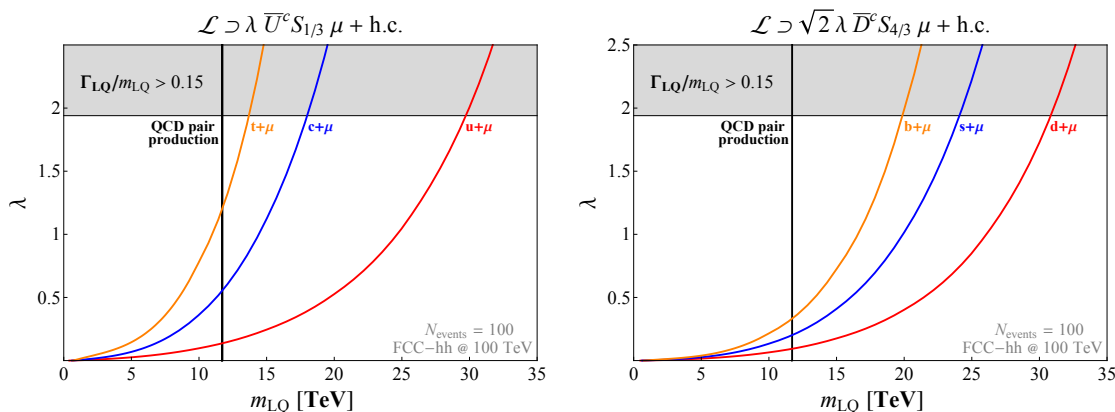 ℒ ⊃ λ U̅ᶜ S₁/₃ μ + h.c.
Γ_LQ/m_LQ > 0.15
QCD pair
production
t+μ
c+μ
u+μ
λ
2
1.5
1
0.5
N_events = 100
FCC−hh @ 100 TeV
0 5 10 15 20 25 30 35
m_LQ [TeV]
ℒ ⊃ √2 λ D̅ᶜ S₄/₃ μ + h.c.
2.5
Γ_LQ/m_LQ > 0.15
QCD pair
production
b+μ
s+μ
d+μ
λ
2
1.5
1
0.5
N_events = 100
FCC−hh @ 100 TeV
0 5 10 15 20 25 30 35
m_LQ [TeV]